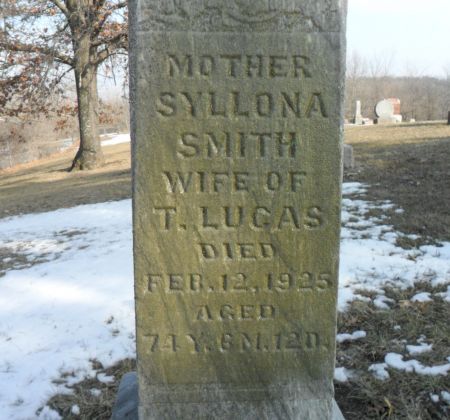 MOTHER
SYLLONA
SMITH
WIFE OF
T. LUCAS
DIED
FEB. 12, 1925
AGED
74 Y. 6 M. 12 D.